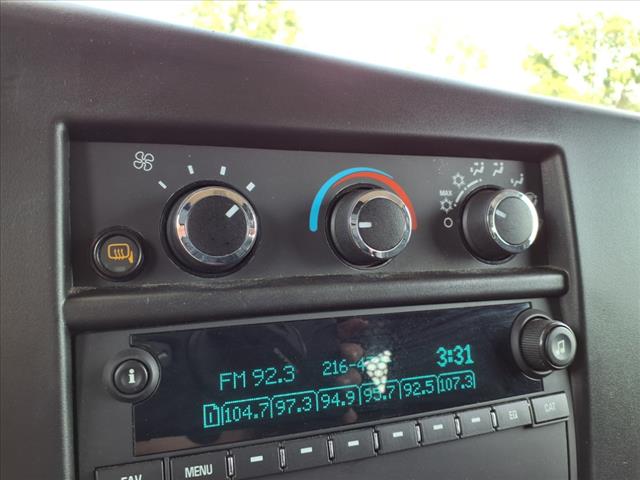 MAX
FM 92.3
3:31
1 104.7 97.3 94.9 95.7 92.5 107.3
i
FAV
MENU
EQ
CAT